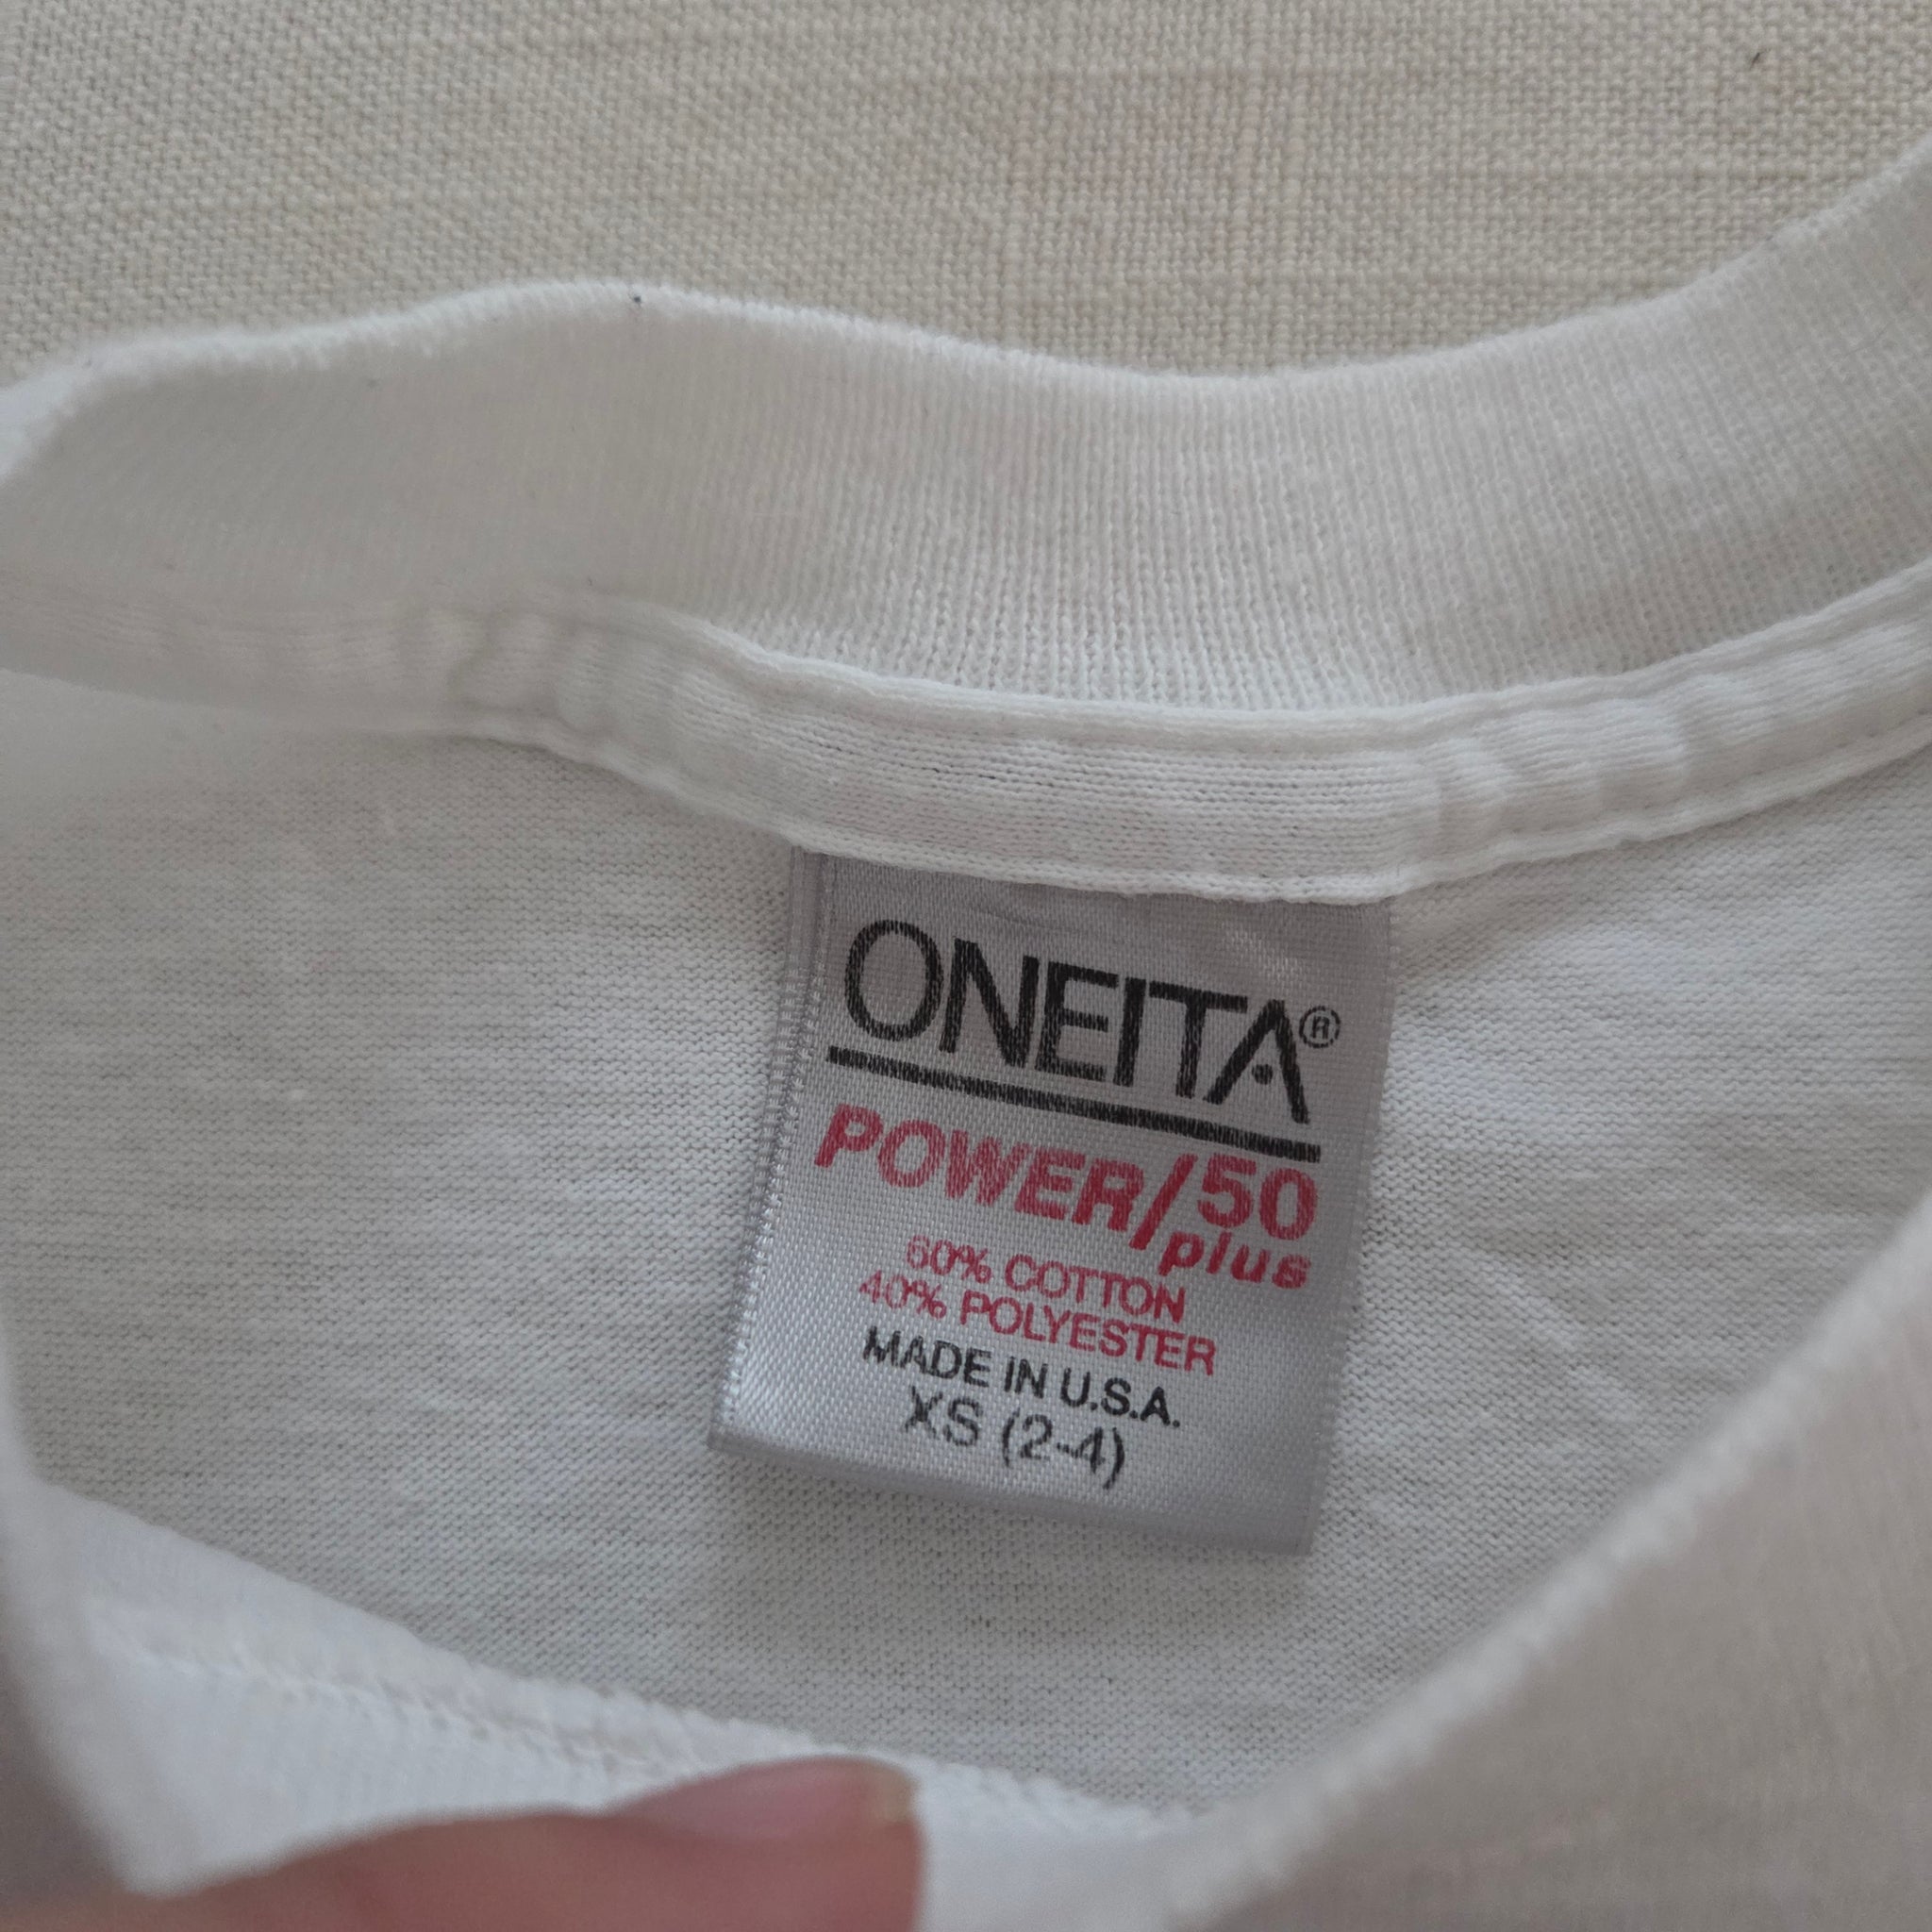 ONEITA®
POWER/50
plus
60% COTTON
40% POLYESTER
MADE IN U.S.A.
XS (2-4)